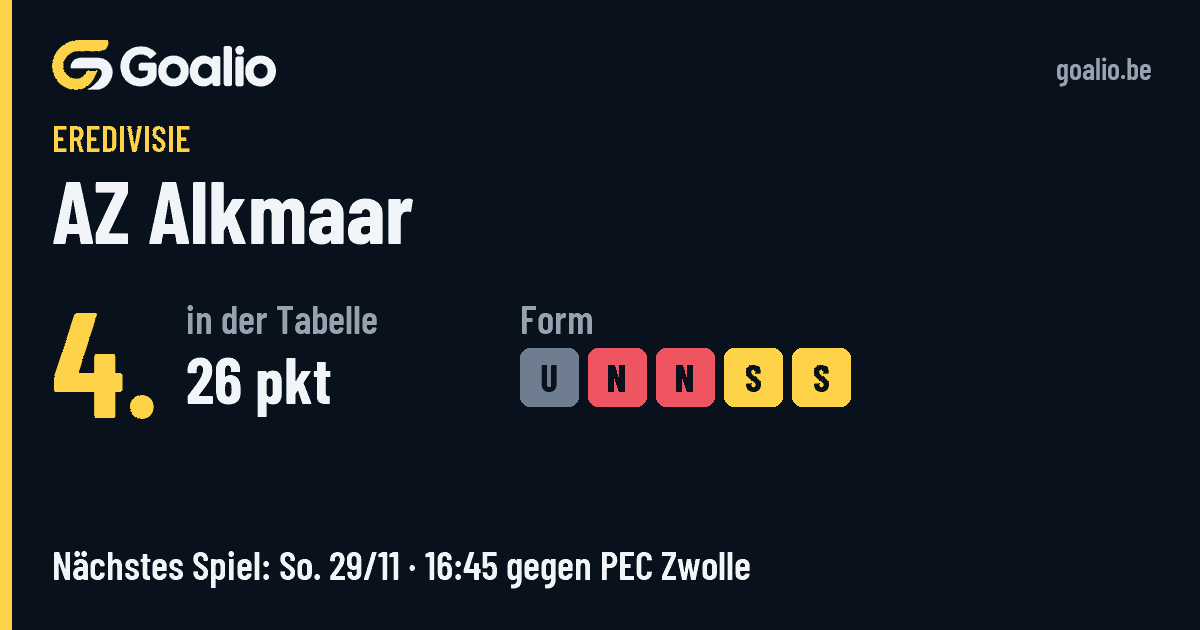 Goalio
goalio.be
EREDIVISIE
AZ Alkmaar
4.
in der Tabelle
26 pkt
Form
U N N S S
Nächstes Spiel: So. 29/11 · 16:45 gegen PEC Zwolle